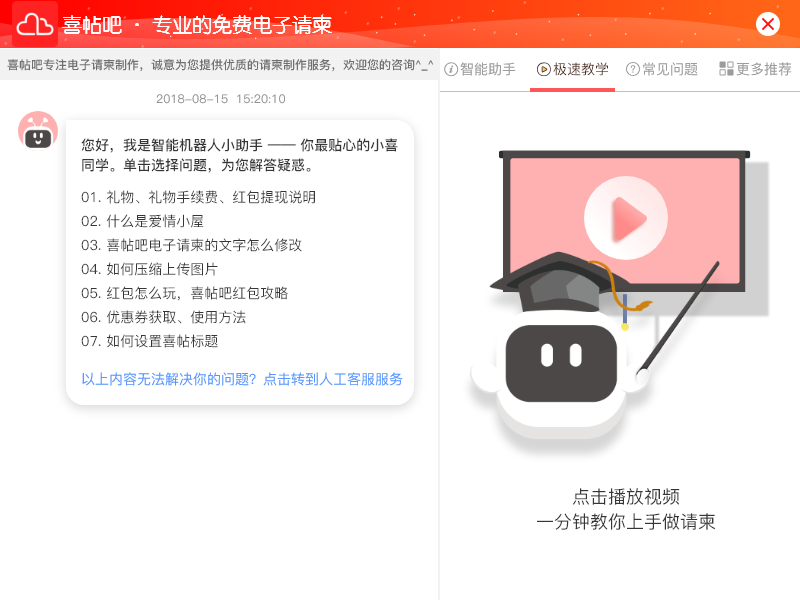 喜帖吧 · 专业的免费电子请柬
喜帖吧专注电子请柬制作，诚意为您提供优质的请柬制作服务，欢迎您的咨询^_^
智能助手
极速教学
常见问题
更多推荐
2018-08-15 15:20:10
您好，我是智能机器人小助手 —— 你最贴心的小喜
同学。单击选择问题，为您解答疑惑。
01. 礼物、礼物手续费、红包提现说明
02. 什么是爱情小屋
03. 喜帖吧电子请柬的文字怎么修改
04. 如何压缩上传图片
05. 红包怎么玩，喜帖吧红包攻略
06. 优惠券获取、使用方法
07. 如何设置喜帖标题
以上内容无法解决你的问题？点击转到人工客服服务
点击播放视频
一分钟教你上手做请柬